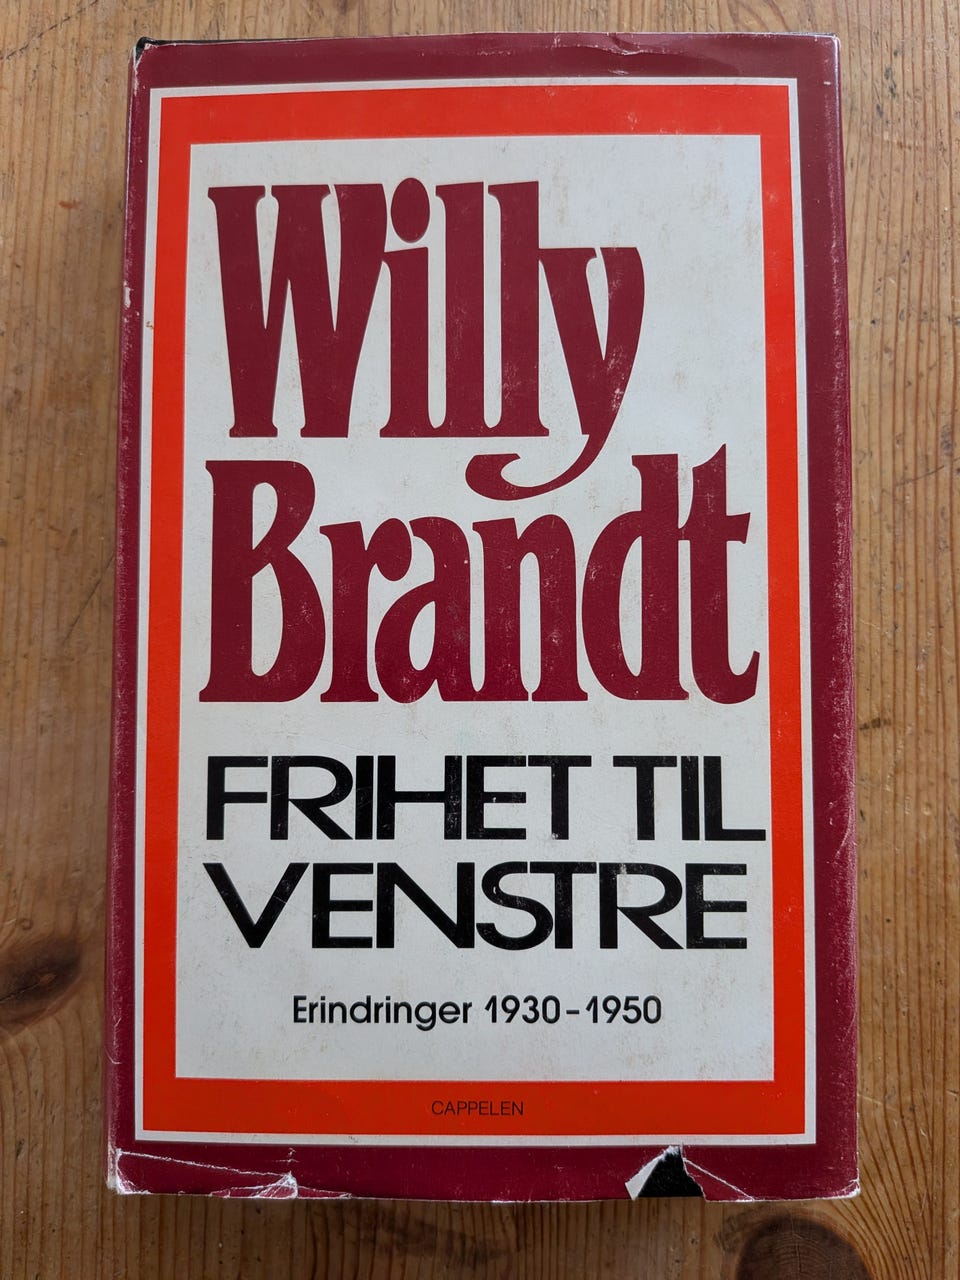 Willy
Brandt
FRIHET TIL
VENSTRE
Erindringer 1930-1950
CAPPELEN